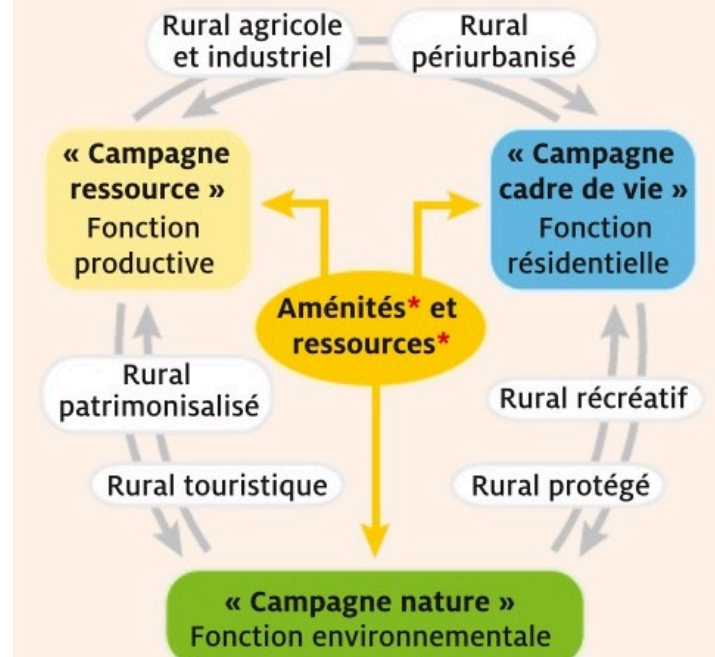 Rural agricole
et industriel
Rural
périurbanisé
« Campagne
ressource »
Fonction
productive
« Campagne
cadre de vie »
Fonction
résidentielle
Aménités* et
ressources*
Rural
patrimonisalisé
Rural récréatif
Rural touristique
Rural protégé
« Campagne nature »
Fonction environnementale